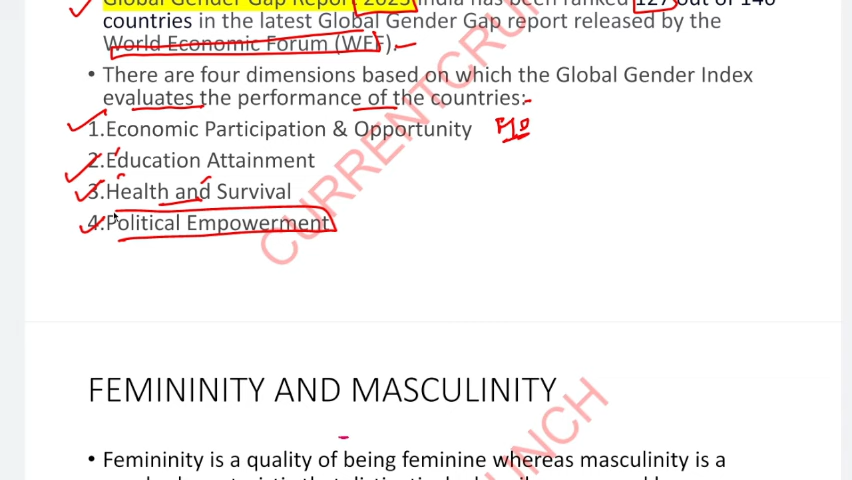 Global Gender Gap Report 2023 India has been ranked 127 out of 146
countries in the latest Global Gender Gap report released by the
World Economic Forum (WEF).
• There are four dimensions based on which the Global Gender Index
evaluates the performance of the countries:-
1.Economic Participation & Opportunity
2.Education Attainment
3.Health and Survival
4.Political Empowerment
CURRENTCRUNCH
FEMININITY AND MASCULINITY
• Femininity is a quality of being feminine whereas masculinity is a